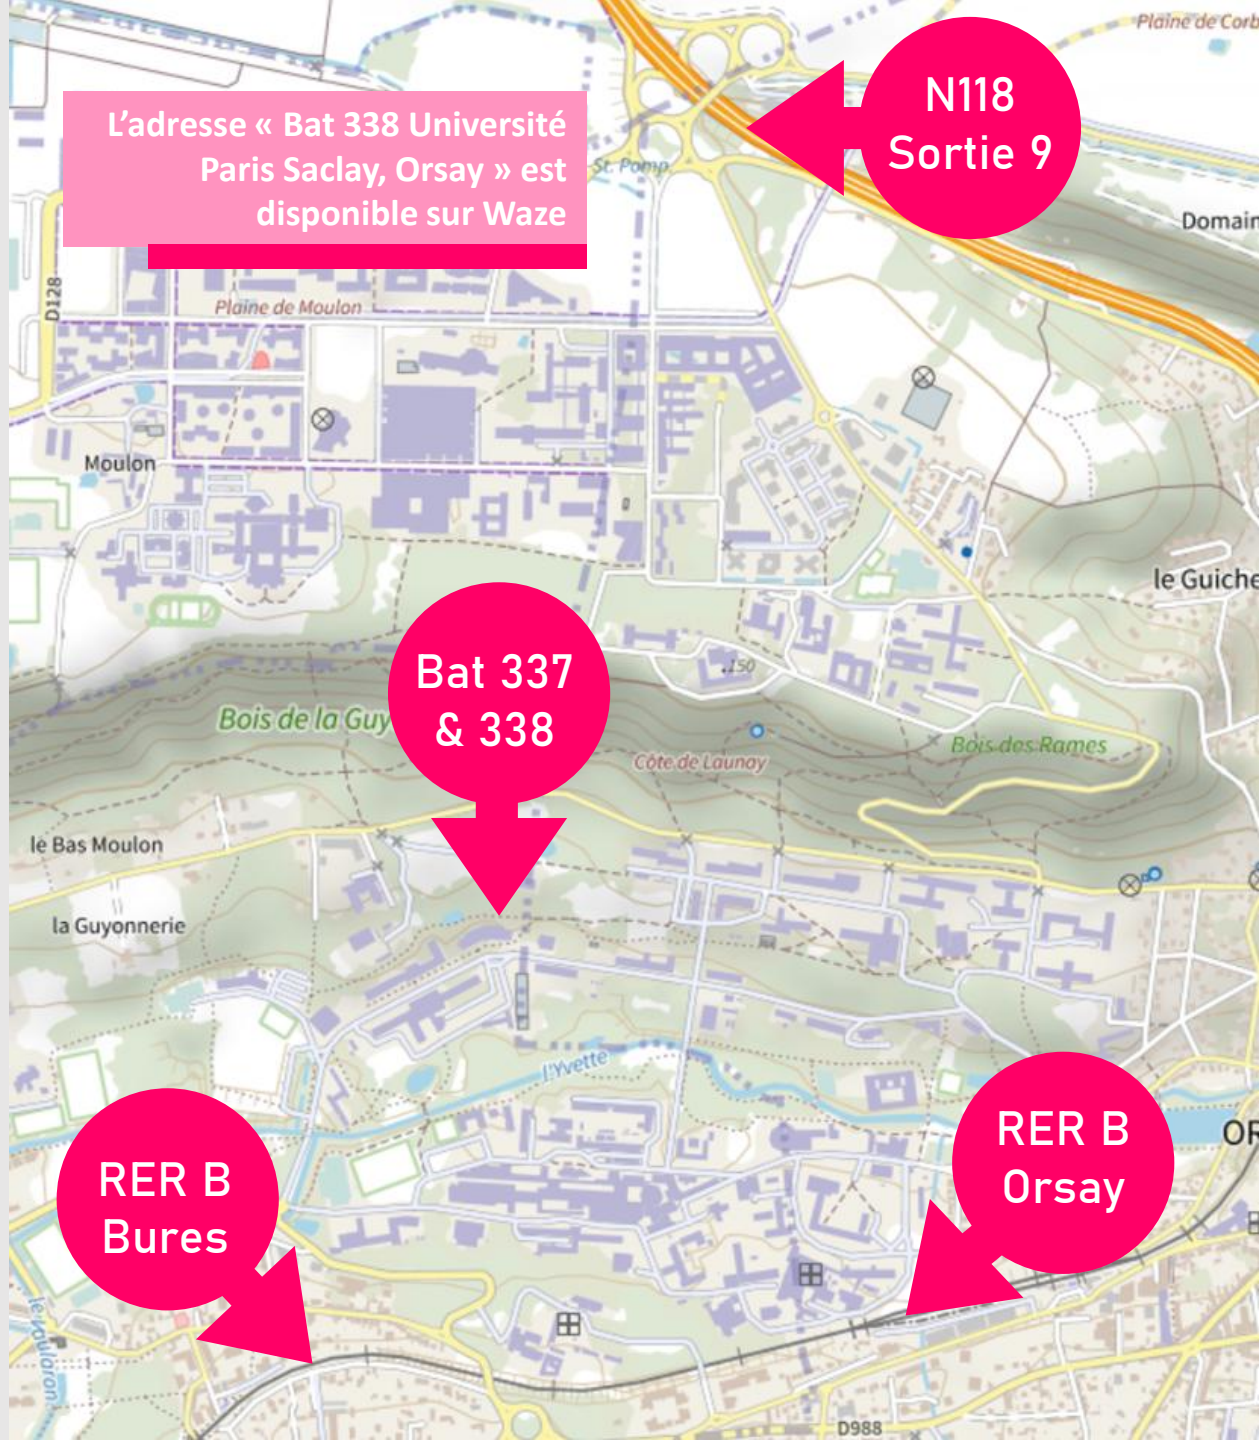 Plaine de Corb
N118
Sortie 9
L'adresse « Bat 338 Université
Paris Saclay, Orsay » est
disponible sur Waze
St. Pomp.
Domain
D128
Plaine de Moulon
Moulon
le Guiche
Bat 337
& 338
.150
Bois de la Guy
Côte de Launay
Bois des Rames
le Bas Moulon
la Guyonnerie
l'Yvette
RER B
Orsay
OR
RER B
Bures
D988